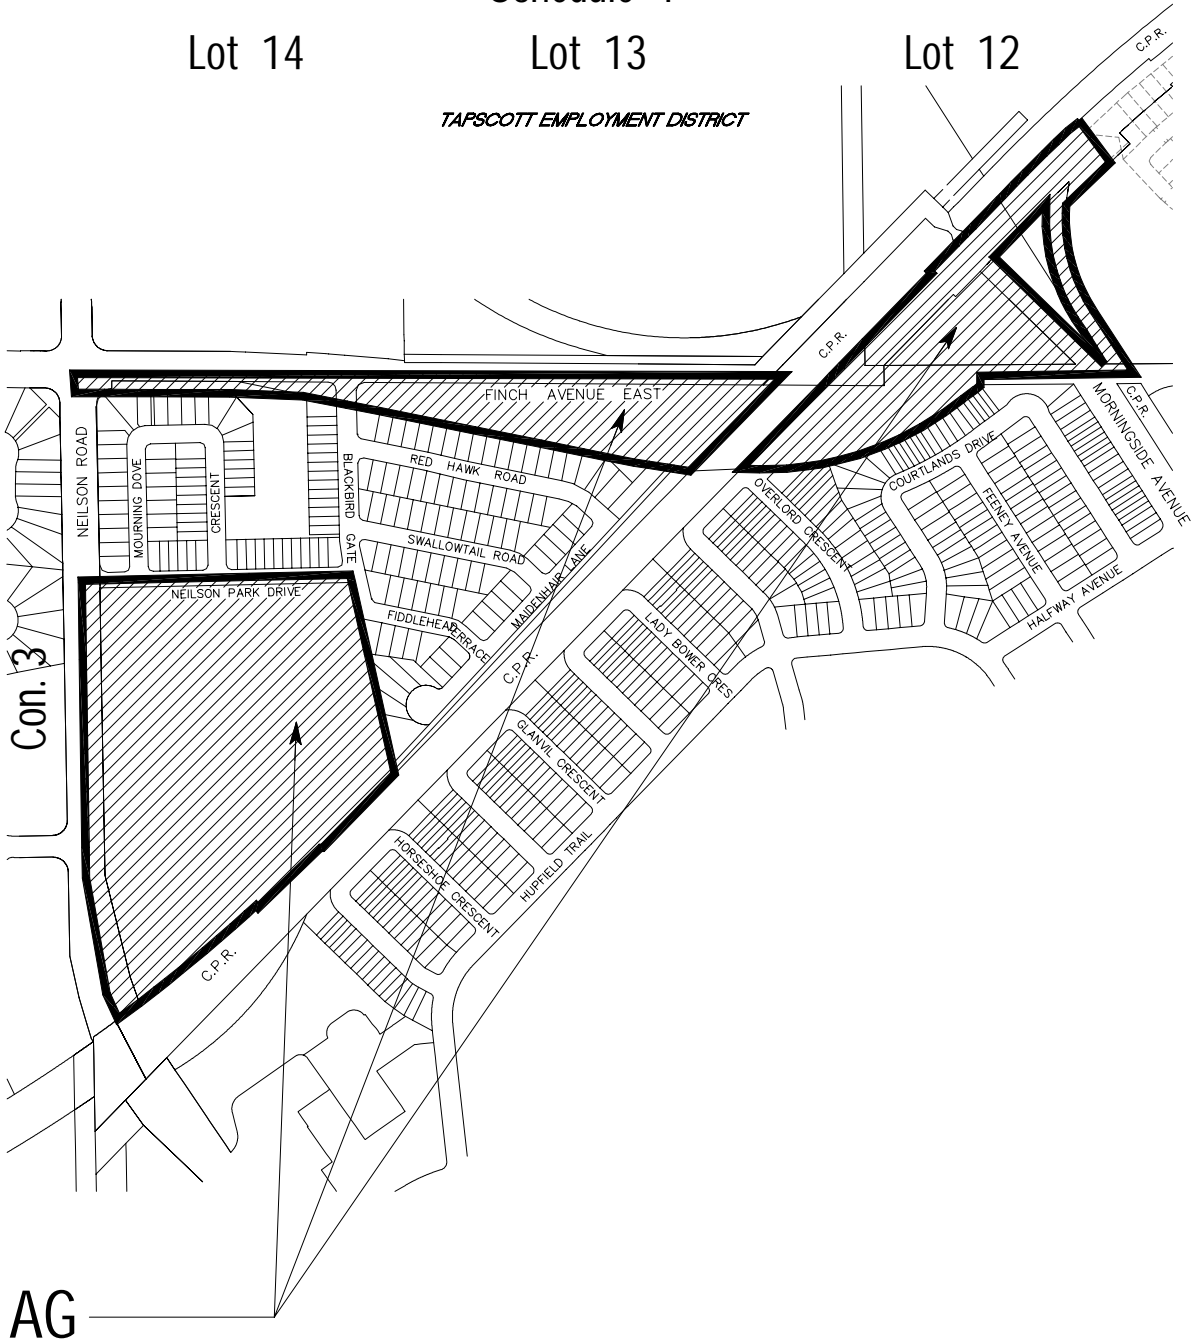 Lot 14
Lot 13
Lot 12
C.P.R.
TAPSCOTT EMPLOYMENT DISTRICT
C.P.R.
FINCH AVENUE EAST
C.P.R.
MORNINGSIDE AVENUE
NEILSON ROAD
MOURNING DOVE
CRESCENT
BLACKBIRD GATE
RED HAWK ROAD
COURTLANDS DRIVE
OVERLORD CRESCENT
FEENEY AVENUE
SWALLOWTAIL ROAD
MAIDENHAIR LANE
HALFWAY AVENUE
NEILSON PARK DRIVE
FIDDLEHEAD
TERRACE
LADY BOWER CRES
Con. 3
C.P.R.
GLANVIL CRESCENT
HORSESHOE CRESCENT
HUPFIELD TRAIL
C.P.R.
AG